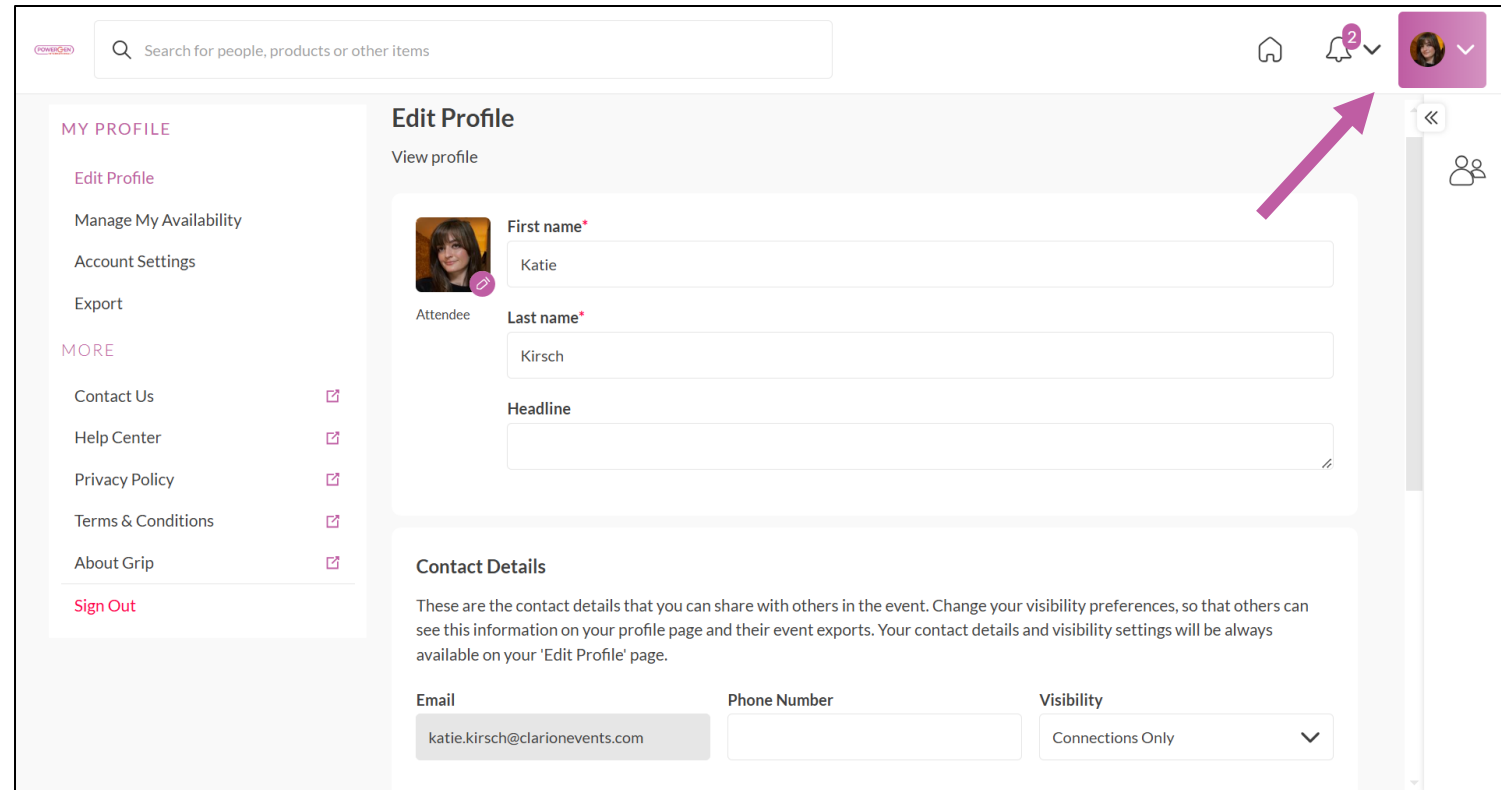 POWERGEN
Search for people, products or other items
2
MY PROFILE
Edit Profile
Manage My Availability
Account Settings
Export
MORE
Contact Us
Help Center
Privacy Policy
Terms & Conditions
About Grip
Sign Out
Edit Profile
View profile
Attendee
First name*
Katie
Last name*
Kirsch
Headline
Contact Details
These are the contact details that you can share with others in the event. Change your visibility preferences, so that others can
see this information on your profile page and their event exports. Your contact details and visibility settings will be always
available on your 'Edit Profile' page.
Email
katie.kirsch@clarionevents.com
Phone Number
Visibility
Connections Only